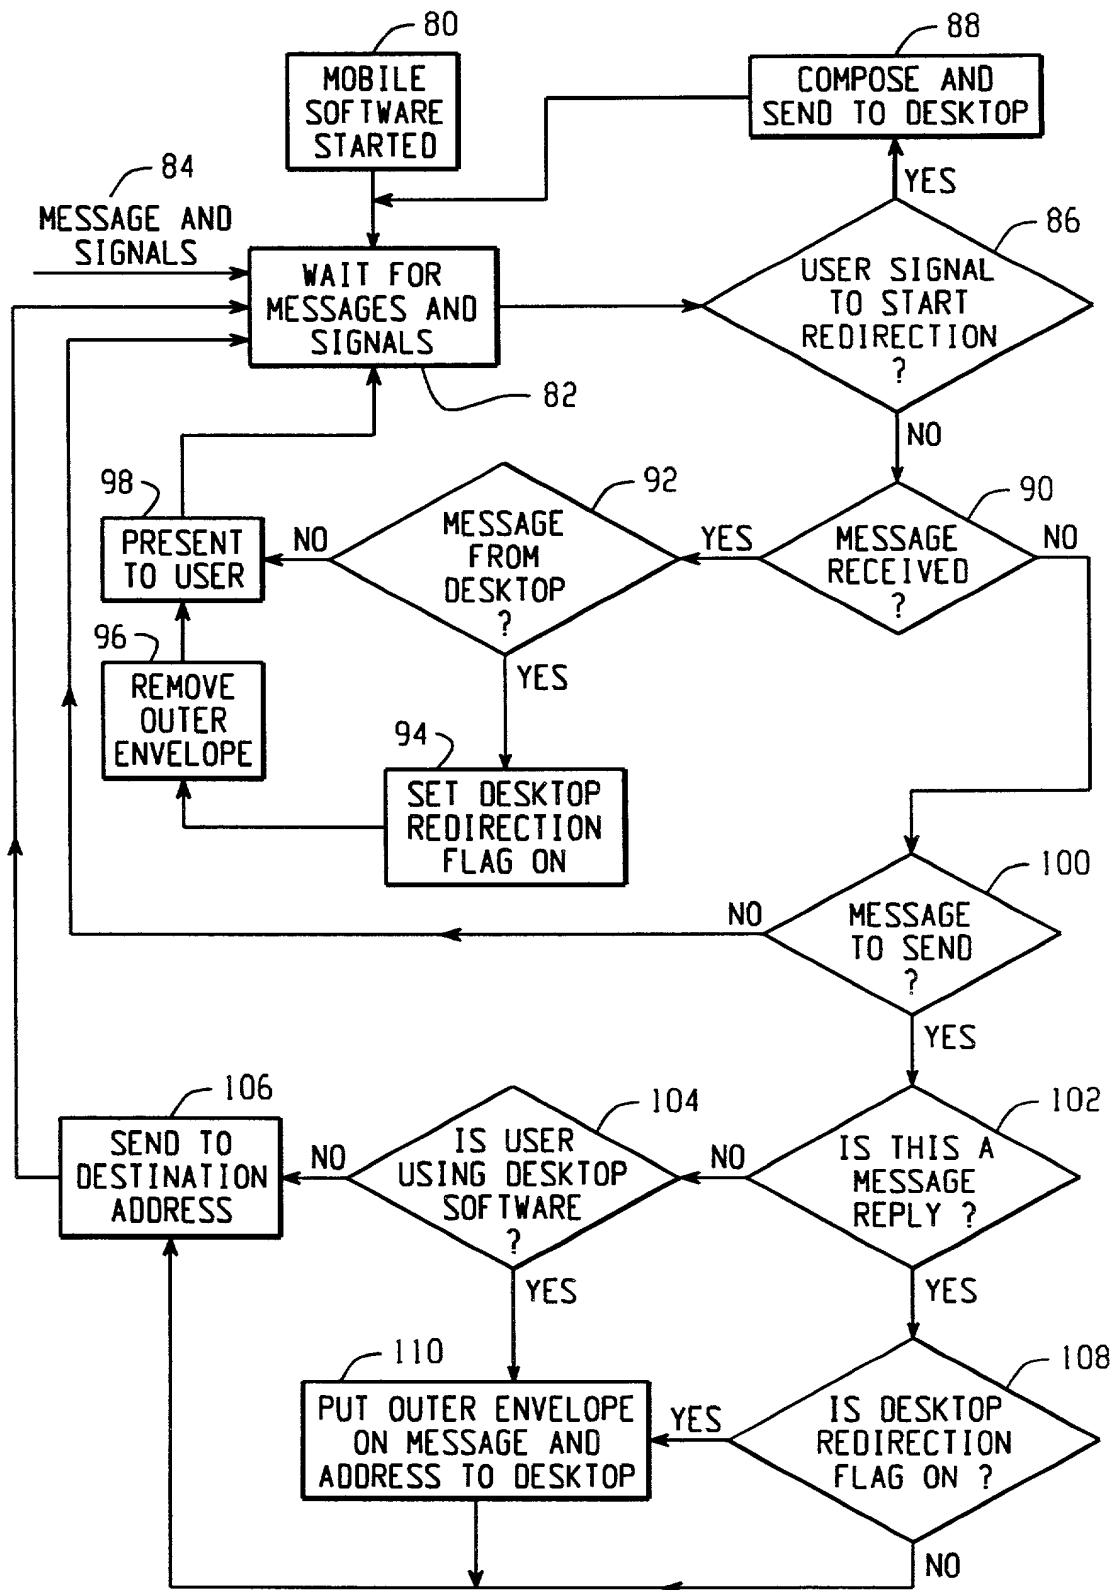 80
MOBILE
SOFTWARE
STARTED
88
COMPOSE AND
SEND TO DESKTOP
84
MESSAGE AND
SIGNALS
WAIT FOR
MESSAGES AND
SIGNALS
82
YES
86
USER SIGNAL
TO START
REDIRECTION
?
NO
90
MESSAGE
RECEIVED
?
NO
YES
92
MESSAGE
FROM
DESKTOP
?
NO
YES
98
PRESENT
TO USER
96
REMOVE
OUTER
ENVELOPE
94
SET DESKTOP
REDIRECTION
FLAG ON
100
MESSAGE
TO SEND
?
NO
YES
102
IS THIS A
MESSAGE
REPLY ?
NO
YES
104
IS USER
USING DESKTOP
SOFTWARE
?
NO
YES
106
SEND TO
DESTINATION
ADDRESS
108
IS DESKTOP
REDIRECTION
FLAG ON ?
YES
NO
110
PUT OUTER ENVELOPE
ON MESSAGE AND
ADDRESS TO DESKTOP